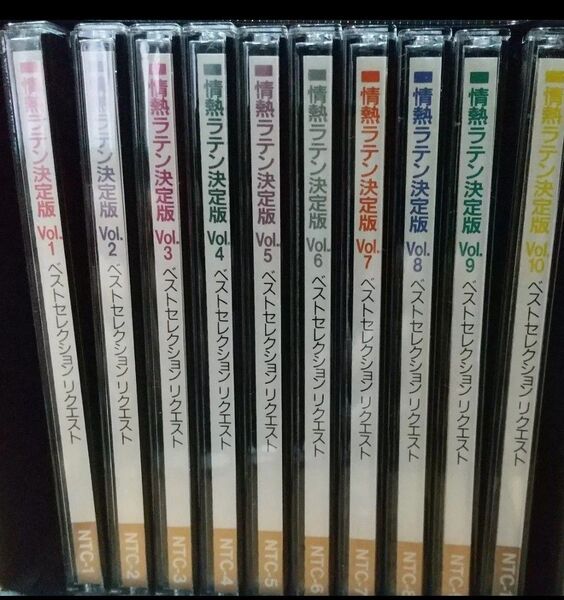 ■情熱ラテン決定版 Vol.1 ベストセレクション リクエスト NTC-1
■情熱ラテン決定版 Vol.2 ベストセレクション リクエスト NTC-2
■情熱ラテン決定版 Vol.3 ベストセレクション リクエスト NTC-3
■情熱ラテン決定版 Vol.4 ベストセレクション リクエスト NTC-4
■情熱ラテン決定版 Vol.5 ベストセレクション リクエスト NTC-5
■情熱ラテン決定版 Vol.6 ベストセレクション リクエスト NTC-6
■情熱ラテン決定版 Vol.7 ベストセレクション リクエスト NTC-7
■情熱ラテン決定版 Vol.8 ベストセレクション リクエスト NTC-8
■情熱ラテン決定版 Vol.9 ベストセレクション リクエスト NTC-
■情熱ラテン決定版 Vol.10 ベストセレクション リクエスト NTC-